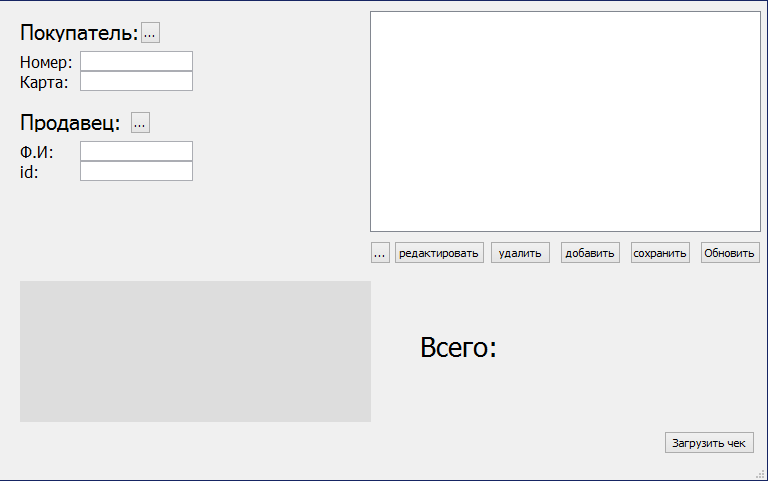 Покупатель: ...
Номер:
Карта:
Продавец: ...
Ф.И:
id:
... редактировать удалить добавить сохранить Обновить
Всего:
Загрузить чек